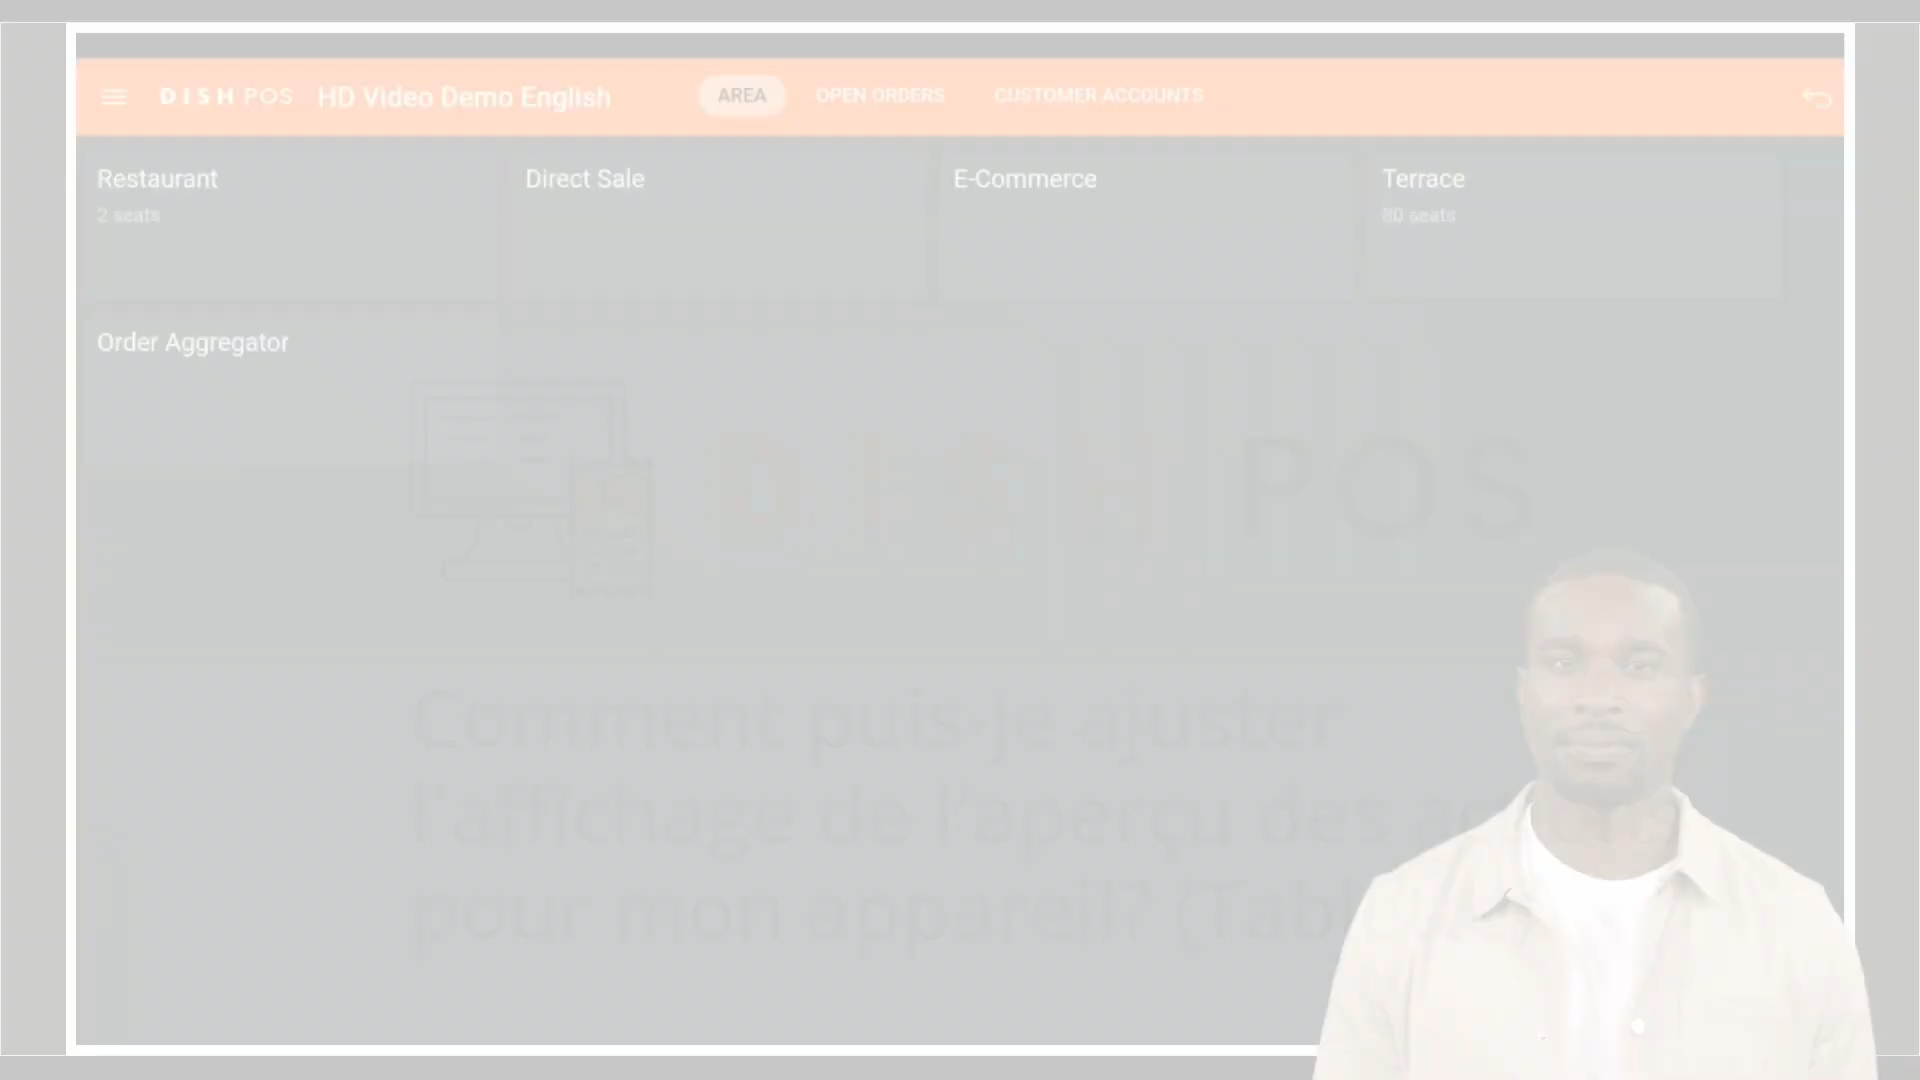 DISH POS HD Video Demo English AREA OPEN ORDERS CUSTOMER ACCOUNTS
Restaurant Direct Sale E-Commerce Terrace
2 seats 80 seats
Order Aggregator
DISH POS
Comment puis-je ajuster
l'affichage de l'aperçu des
pour mon appareil?